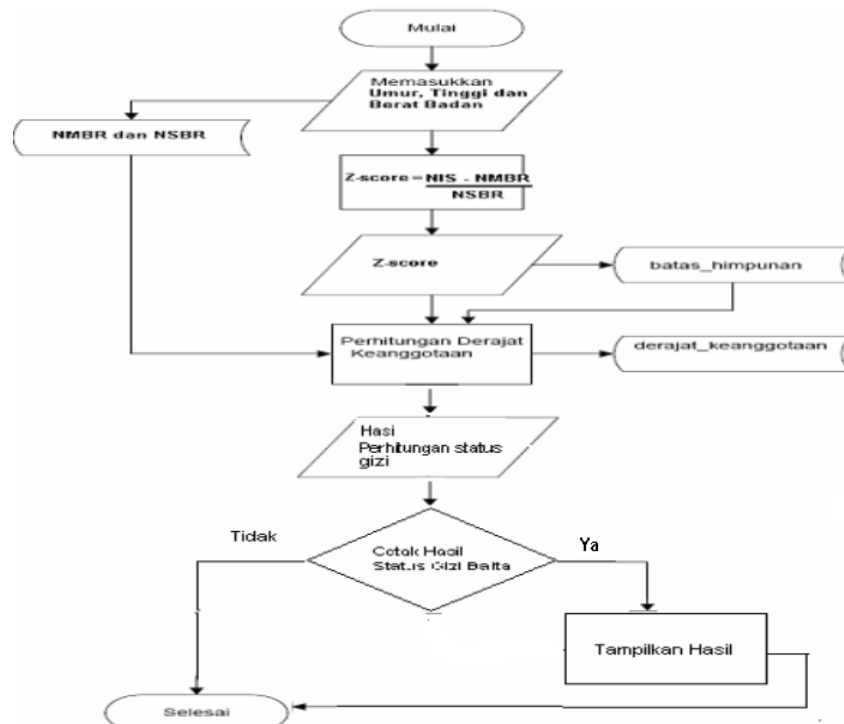 Mulai
Memasukkan
Umur, Tinggi dan
Berat Badan
NMBR dan NSBR
Z-score = NIS - NMBR
NSBR
Z-score
batas_himpunan
Perhitungan Derajat
Keanggotaan
derajat_keanggotaan
Hasi
Perhitungan status
gizi
Tidak
Ya
Cetak Hasil
Status Gizi Balita
Tampilkan Hasil
Selesai